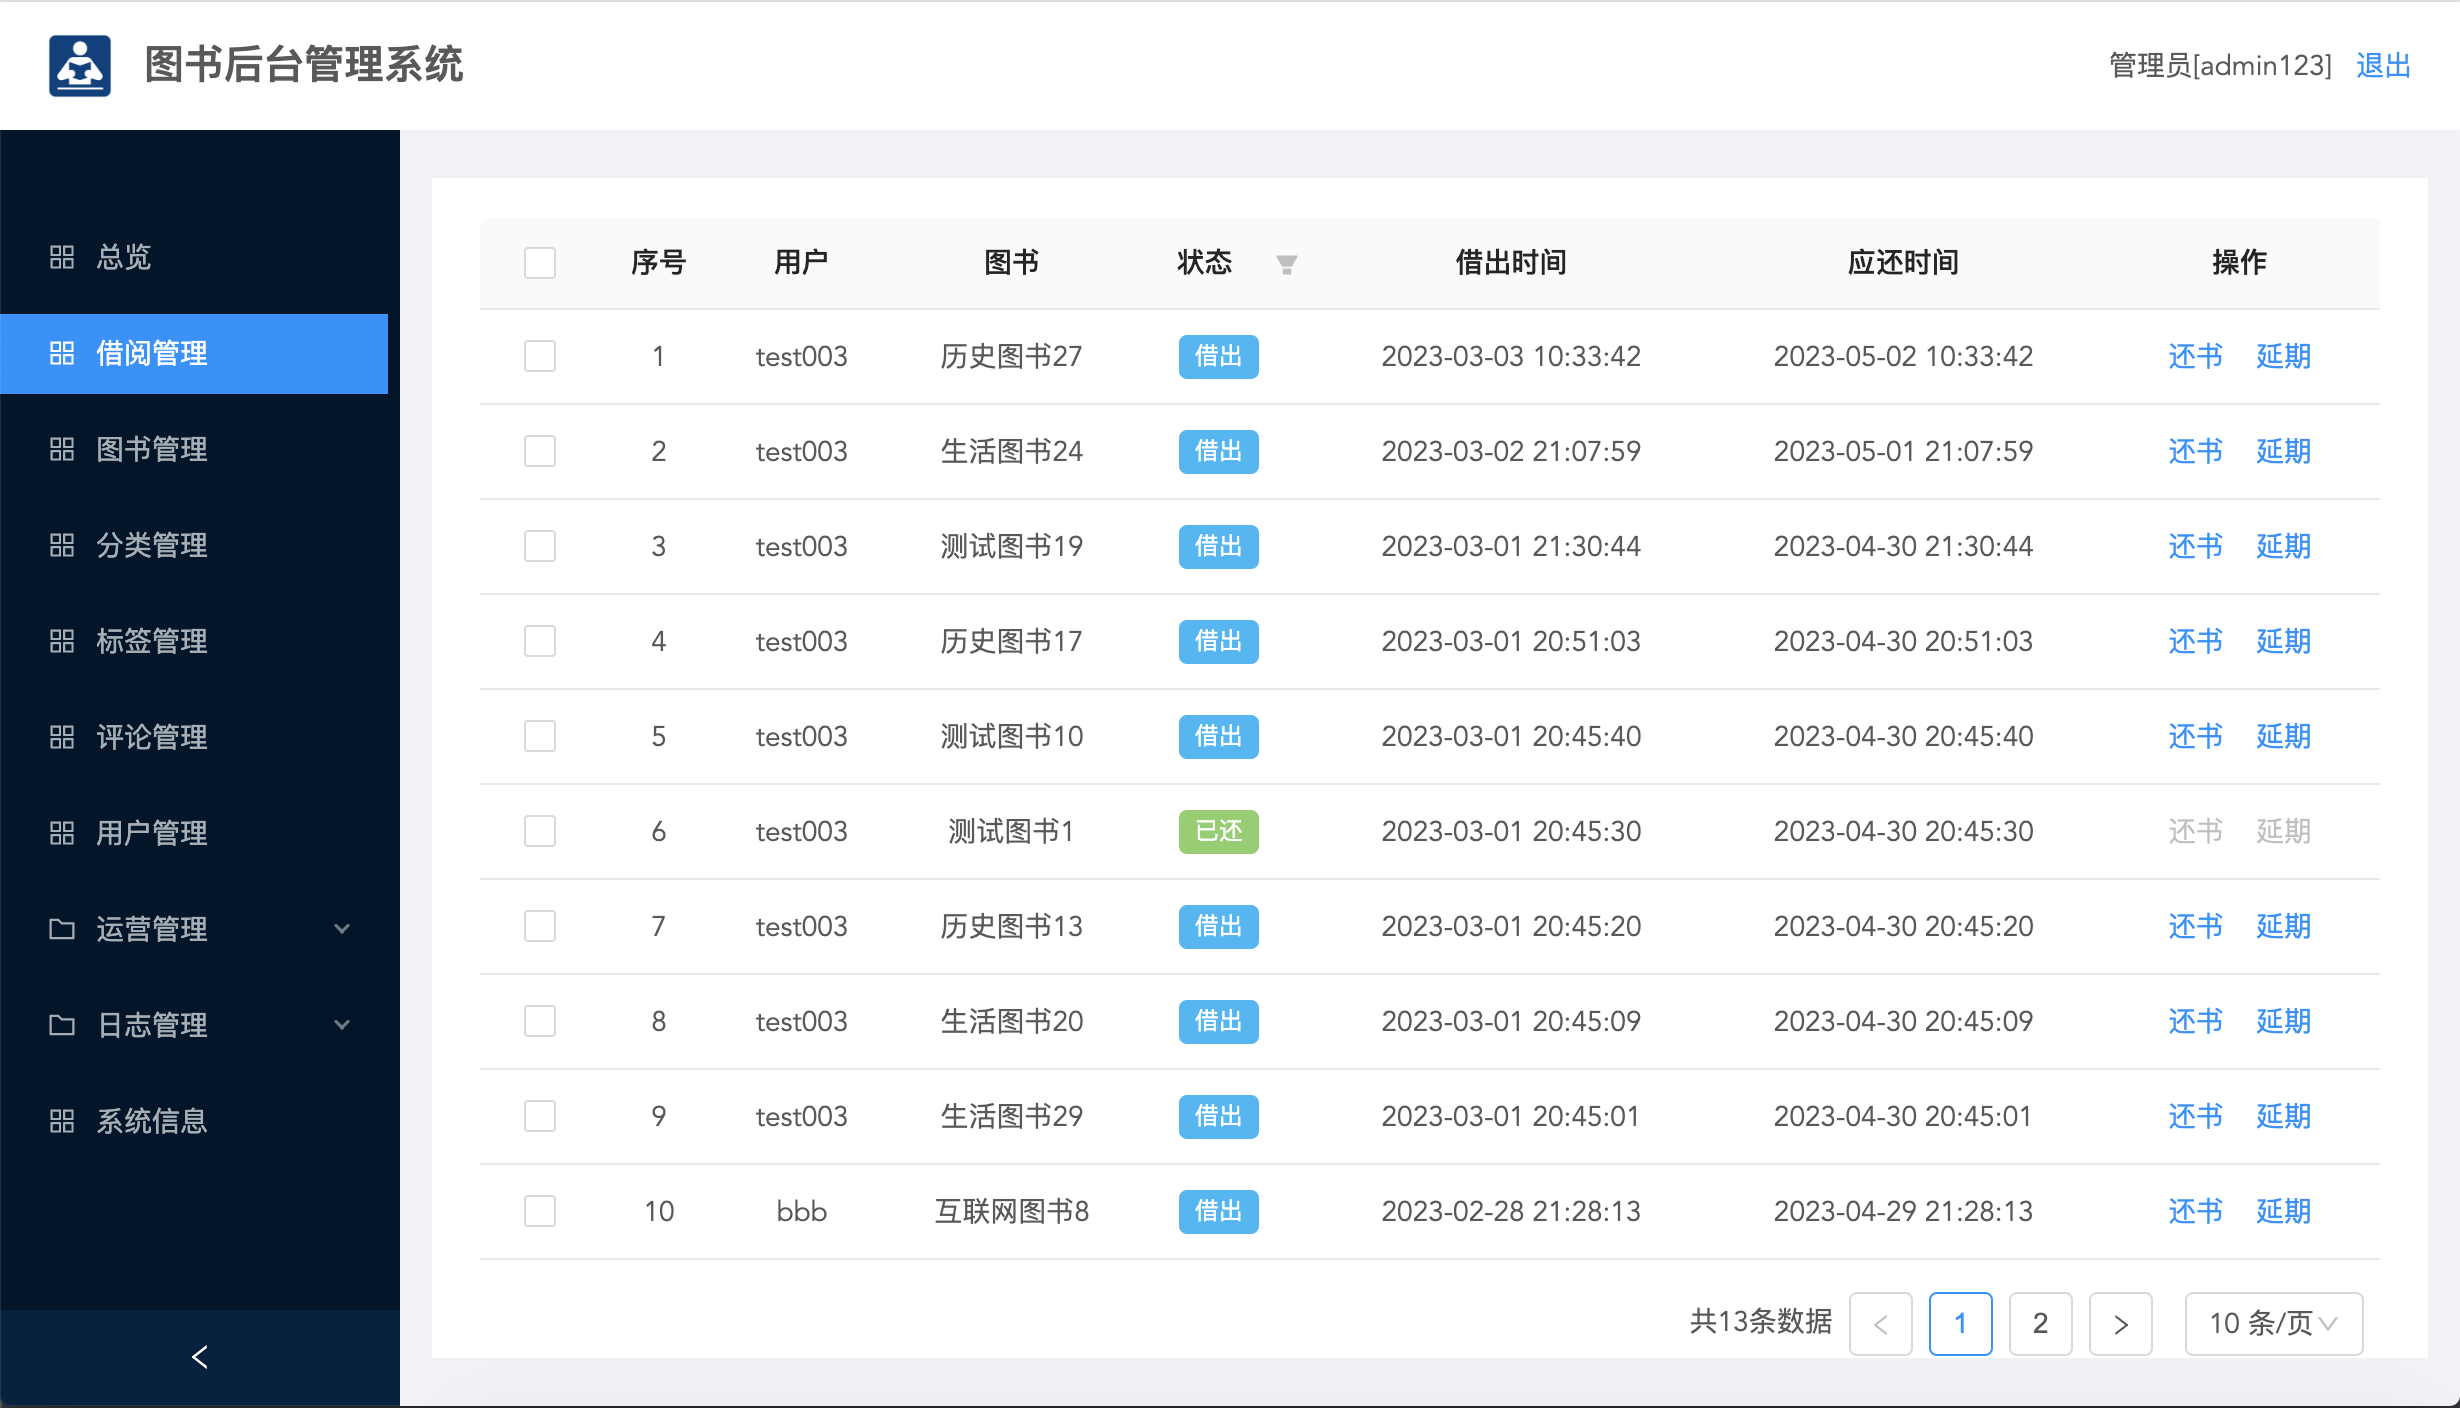 图书后台管理系统
管理员[admin123] 退出
总览
借阅管理
图书管理
分类管理
标签管理
评论管理
用户管理
运营管理
日志管理
系统信息
序号 用户 图书 状态 借出时间 应还时间 操作
1 test003 历史图书27 借出 2023-03-03 10:33:42 2023-05-02 10:33:42 还书 延期
2 test003 生活图书24 借出 2023-03-02 21:07:59 2023-05-01 21:07:59 还书 延期
3 test003 测试图书19 借出 2023-03-01 21:30:44 2023-04-30 21:30:44 还书 延期
4 test003 历史图书17 借出 2023-03-01 20:51:03 2023-04-30 20:51:03 还书 延期
5 test003 测试图书10 借出 2023-03-01 20:45:40 2023-04-30 20:45:40 还书 延期
6 test003 测试图书1 已还 2023-03-01 20:45:30 2023-04-30 20:45:30 还书 延期
7 test003 历史图书13 借出 2023-03-01 20:45:20 2023-04-30 20:45:20 还书 延期
8 test003 生活图书20 借出 2023-03-01 20:45:09 2023-04-30 20:45:09 还书 延期
9 test003 生活图书29 借出 2023-03-01 20:45:01 2023-04-30 20:45:01 还书 延期
10 bbb 互联网图书8 借出 2023-02-28 21:28:13 2023-04-29 21:28:13 还书 延期
共13条数据 < 1 2 > 10 条/页